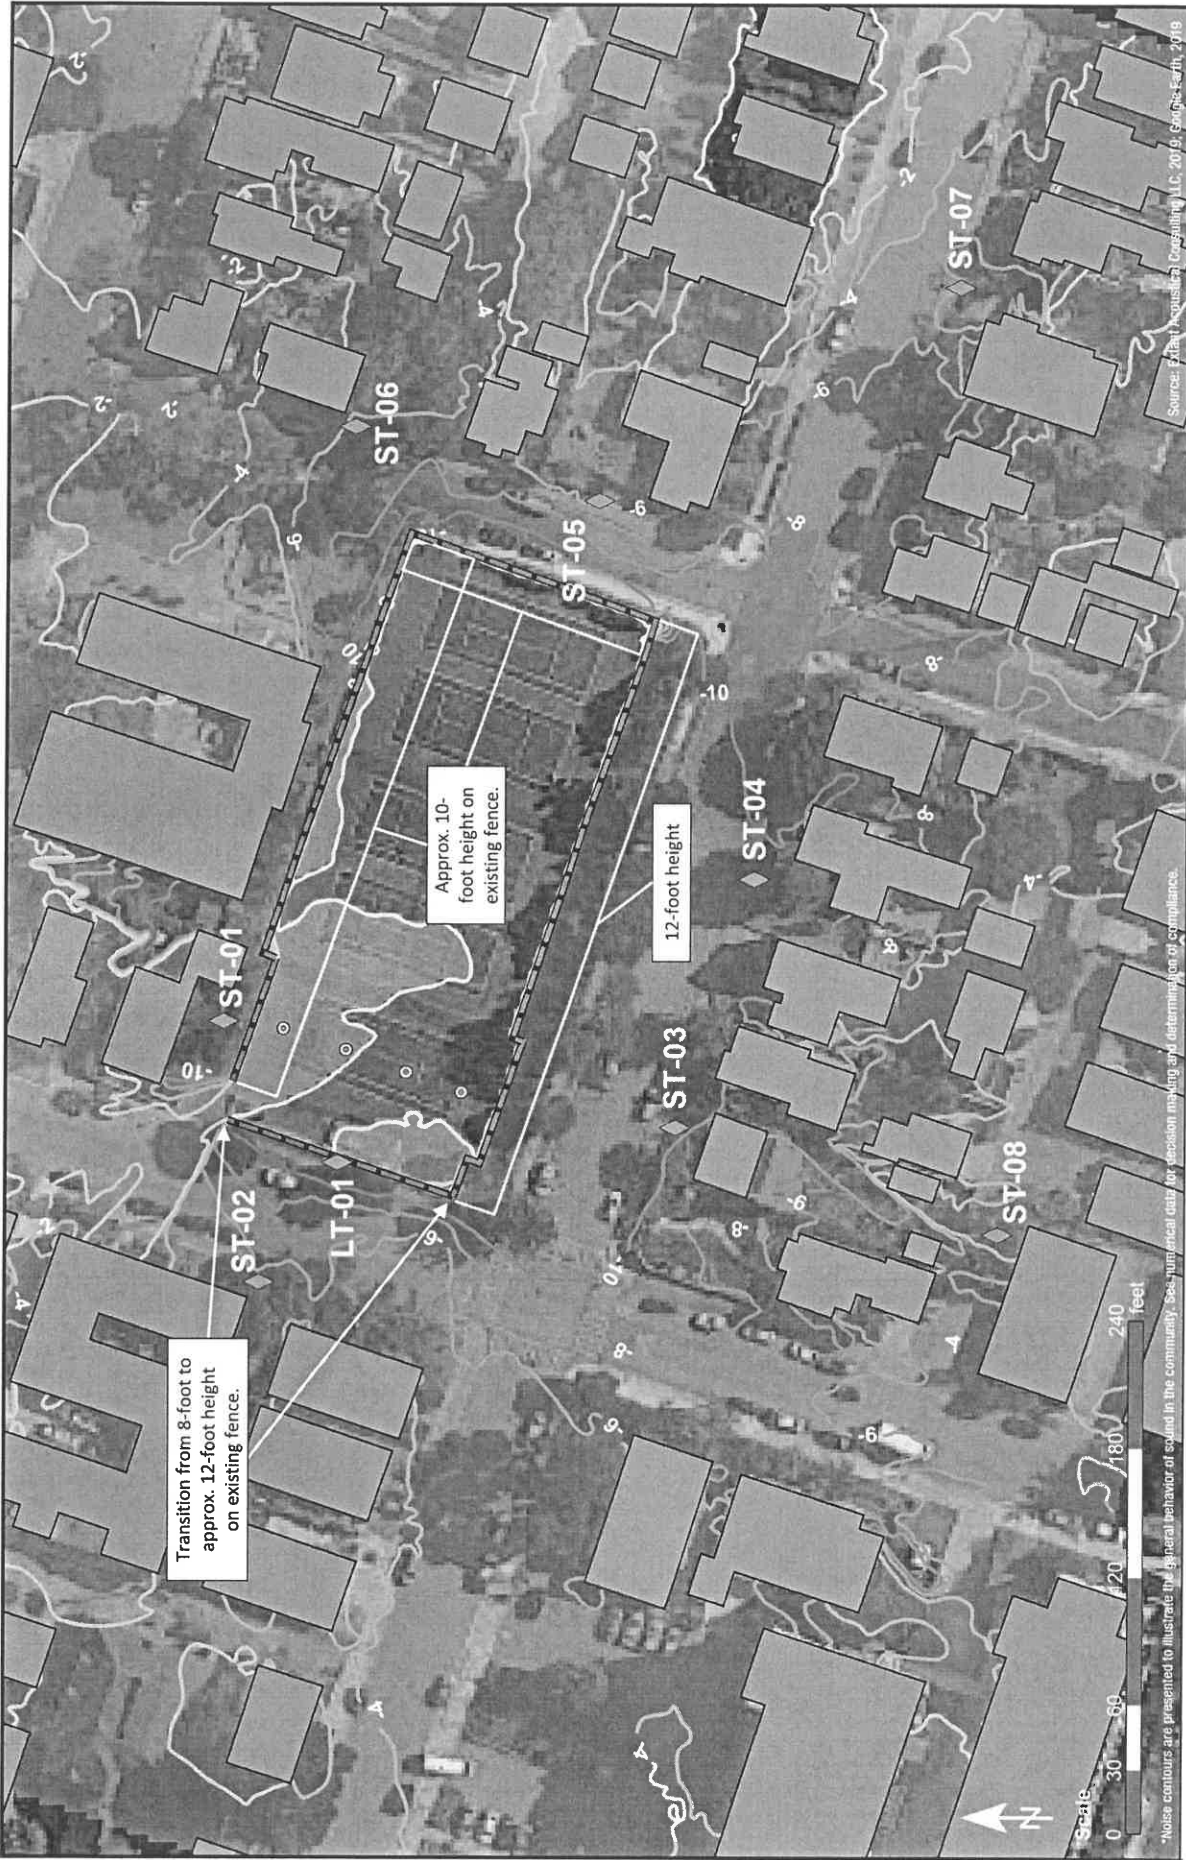 Transition from 8-foot to
approx. 12-foot height
on existing fence.
Approx. 10-
foot height on
existing fence.
12-foot height
ST-01
ST-02
LT-01
ST-03
ST-04
ST-05
ST-06
ST-07
ST-08
-2
-2
-2
-2
-4
-4
-4
-4
-4
-4
-4
-6
-6
-6
-6
-6
-6
-8
-8
-8
-8
-8
-10
-10
-10
-10
N
Scale
0 30 60 120 180 240
feet
*Noise contours are presented to illustrate the general behavior of sound in the community. See numerical data for decision making and determination of compliance.
Source: Extant Acoustical Consulting LLC, 2019, Google Earth, 2019